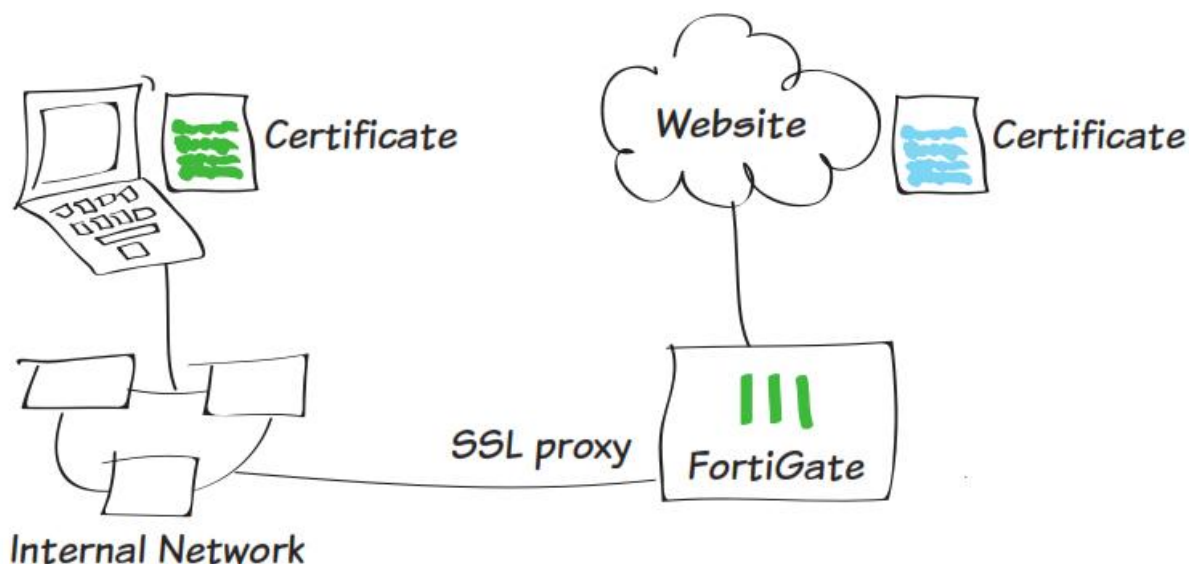 Website
Certificate
Certificate
SSL proxy
FortiGate
Internal Network